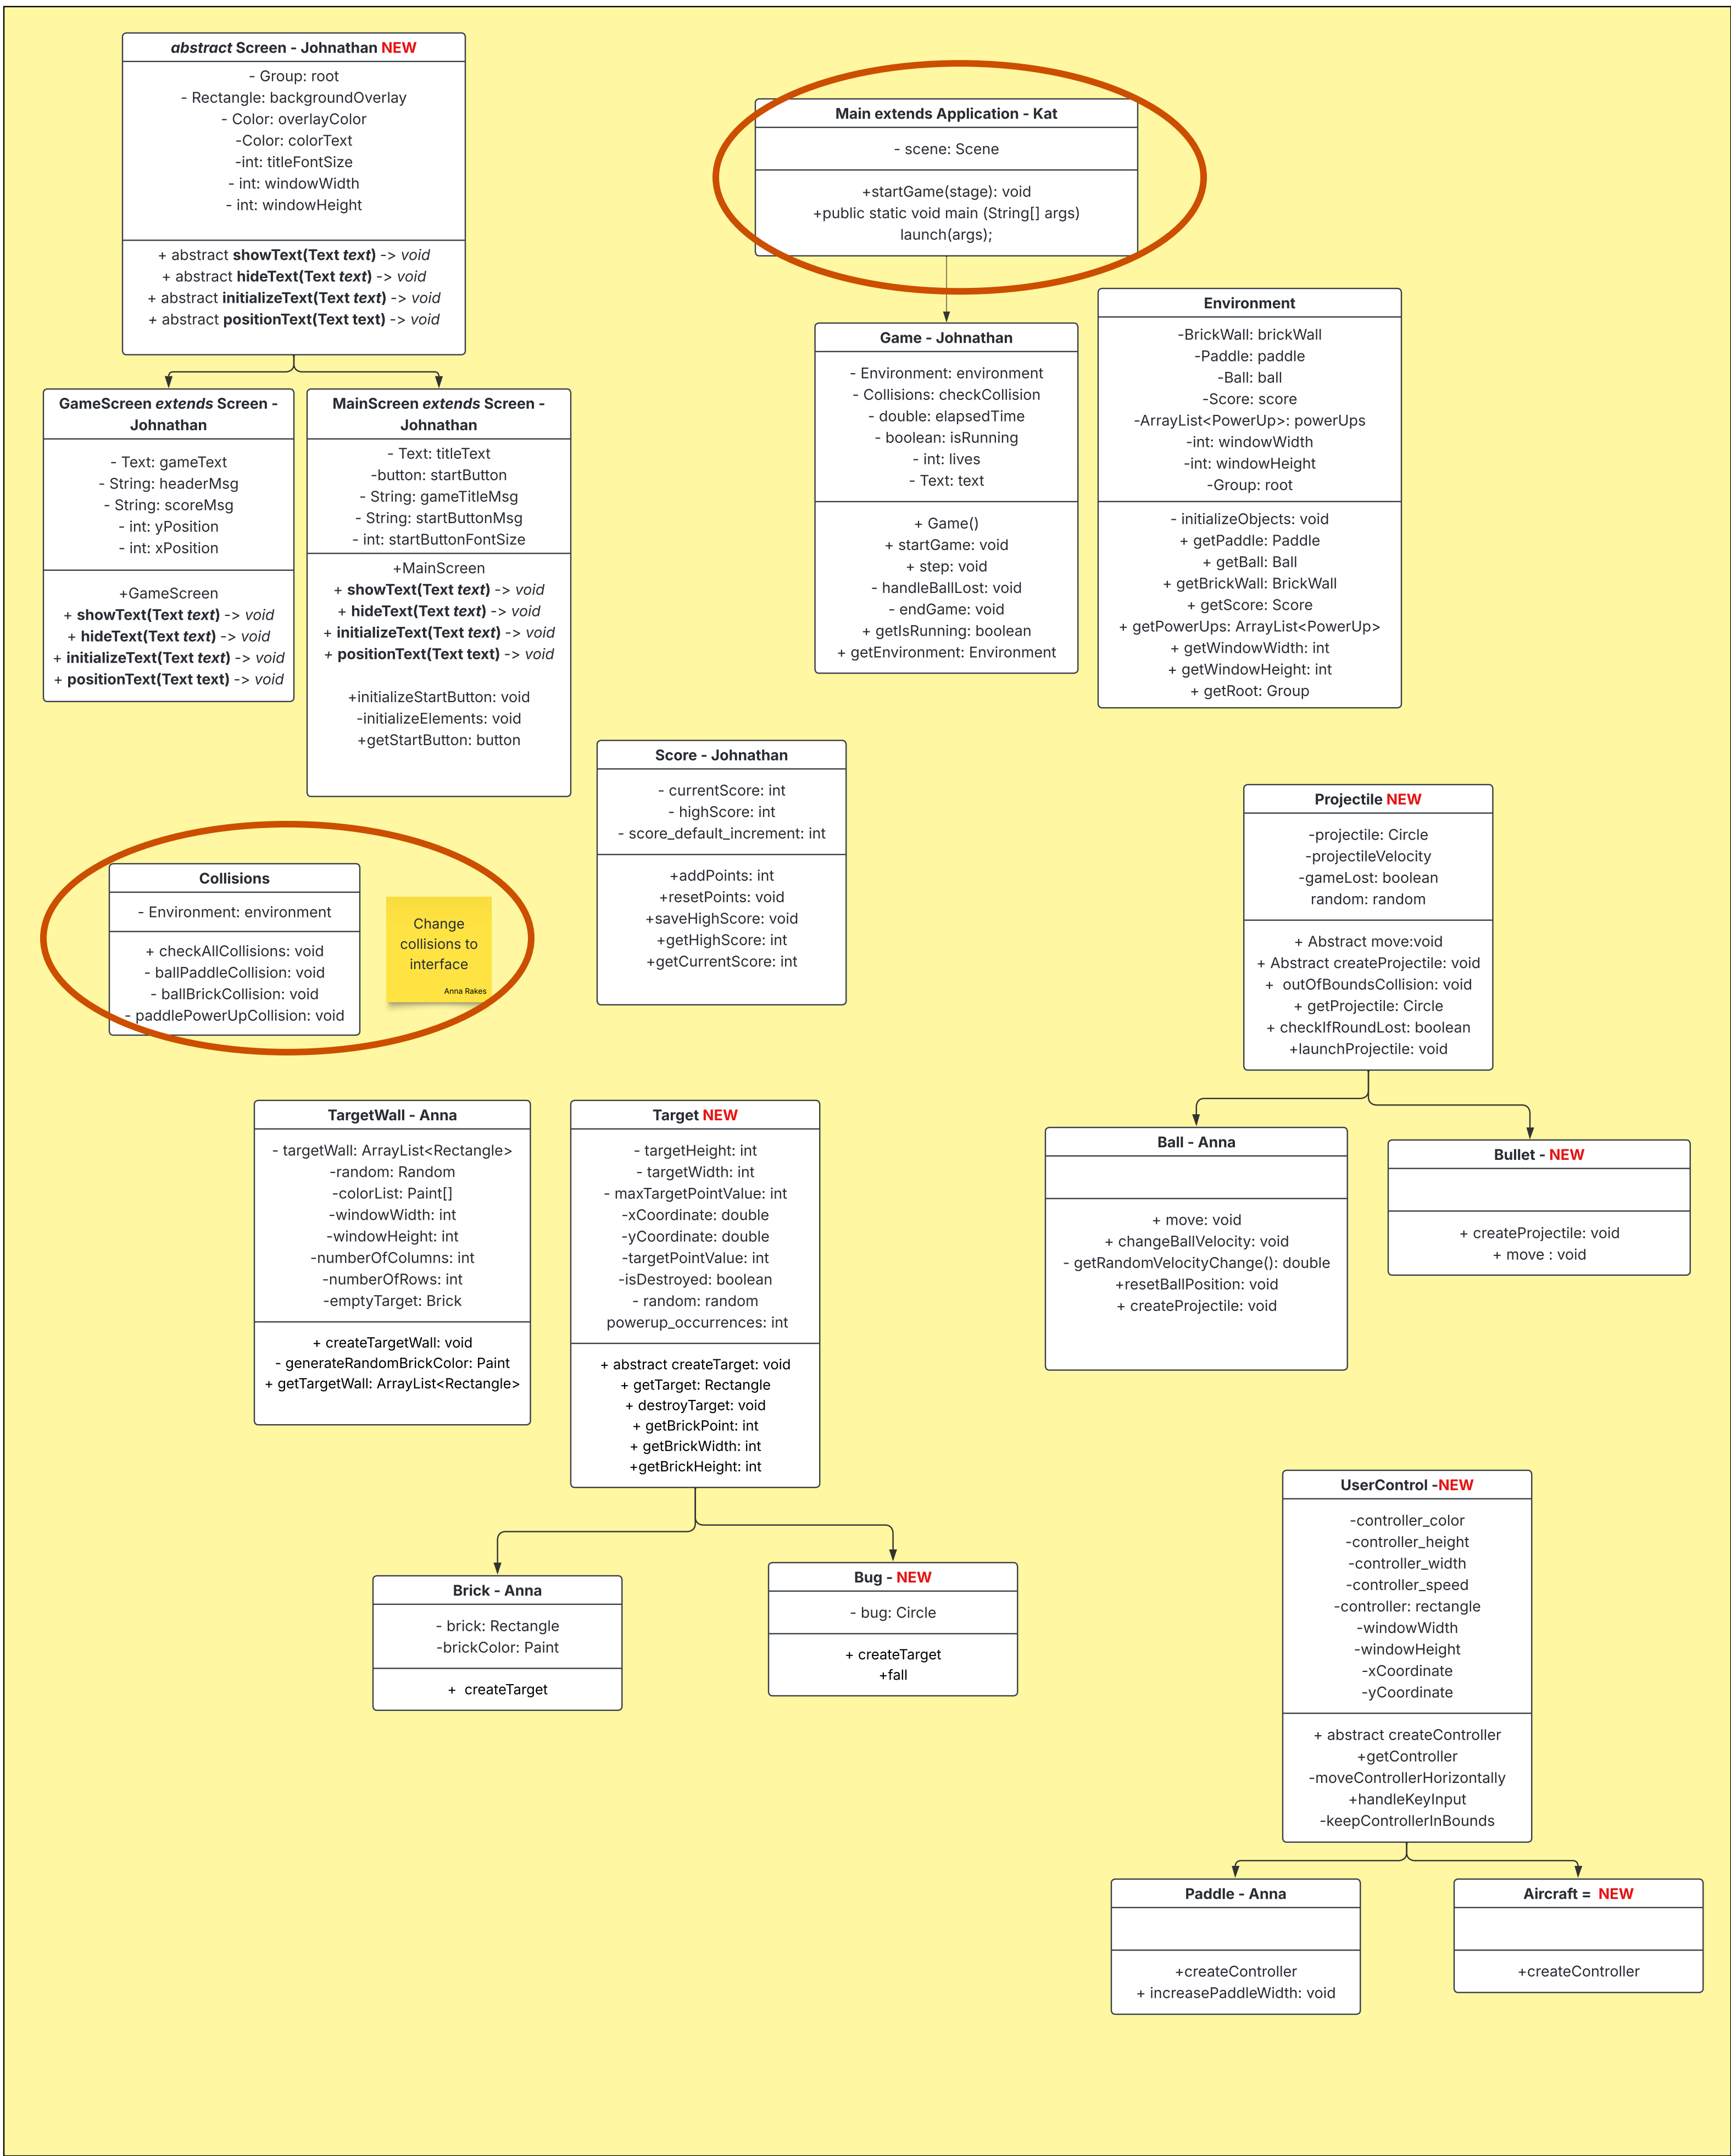 abstract Screen - Johnathan NEW
- Group: root
- Rectangle: backgroundOverlay
- Color: overlayColor
-Color: colorText
-int: titleFontSize
- int: windowWidth
- int: windowHeight
+ abstract showText(Text text) -> void
+ abstract hideText(Text text) -> void
+ abstract initializeText(Text text) -> void
+ abstract positionText(Text text) -> void
Main extends Application - Kat
- scene: Scene
+startGame(stage): void
+public static void main (String[] args)
launch(args);
GameScreen extends Screen -
Johnathan
- Text: gameText
- String: headerMsg
- String: scoreMsg
- int: yPosition
- int: xPosition
+GameScreen
+ showText(Text text) -> void
+ hideText(Text text) -> void
+ initializeText(Text text) -> void
+ positionText(Text text) -> void
MainScreen extends Screen -
Johnathan
- Text: titleText
-button: startButton
- String: gameTitleMsg
- String: startButtonMsg
- int: startButtonFontSize
+MainScreen
+ showText(Text text) -> void
+ hideText(Text text) -> void
+ initializeText(Text text) -> void
+ positionText(Text text) -> void
+initializeStartButton: void
-initializeElements: void
+getStartButton: button
Game - Johnathan
- Environment: environment
- Collisions: checkCollision
- double: elapsedTime
- boolean: isRunning
- int: lives
- Text: text
+ Game()
+ startGame: void
+ step: void
- handleBallLost: void
- endGame: void
+ getIsRunning: boolean
+ getEnvironment: Environment
Environment
-BrickWall: brickWall
-Paddle: paddle
-Ball: ball
-Score: score
-ArrayList<PowerUp>: powerUps
-int: windowWidth
-int: windowHeight
-Group: root
- initializeObjects: void
+ getPaddle: Paddle
+ getBall: Ball
+ getBrickWall: BrickWall
+ getScore: Score
+ getPowerUps: ArrayList<PowerUp>
+ getWindowWidth: int
+ getWindowHeight: int
+ getRoot: Group
Score - Johnathan
- currentScore: int
- highScore: int
- score_default_increment: int
+addPoints: int
+resetPoints: void
+saveHighScore: void
+getHighScore: int
+getCurrentScore: int
Collisions
- Environment: environment
+ checkAllCollisions: void
- ballPaddleCollision: void
- ballBrickCollision: void
- paddlePowerUpCollision: void
Change
collisions to
interface
Anna Rakes
Projectile NEW
-projectile: Circle
-projectileVelocity
-gameLost: boolean
random: random
+ Abstract move:void
+ Abstract createProjectile: void
+ outOfBoundsCollision: void
+ getProjectile: Circle
+ checkIfRoundLost: boolean
+launchProjectile: void
TargetWall - Anna
- targetWall: ArrayList<Rectangle>
-random: Random
-colorList: Paint[]
-windowWidth: int
-windowHeight: int
-numberOfColumns: int
-numberOfRows: int
-emptyTarget: Brick
+ createTargetWall: void
- generateRandomBrickColor: Paint
+ getTargetWall: ArrayList<Rectangle>
Target NEW
- targetHeight: int
- targetWidth: int
- maxTargetPointValue: int
-xCoordinate: double
-yCoordinate: double
-targetPointValue: int
-isDestroyed: boolean
- random: random
powerup_occurrences: int
+ abstract createTarget: void
+ getTarget: Rectangle
+ destroyTarget: void
+ getBrickPoint: int
+ getBrickWidth: int
+getBrickHeight: int
Ball - Anna
+ move: void
+ changeBallVelocity: void
- getRandomVelocityChange(): double
+resetBallPosition: void
+ createProjectile: void
Bullet - NEW
+ createProjectile: void
+ move : void
Brick - Anna
- brick: Rectangle
-brickColor: Paint
+ createTarget
Bug - NEW
- bug: Circle
+ createTarget
+fall
UserControl -NEW
-controller_color
-controller_height
-controller_width
-controller_speed
-controller: rectangle
-windowWidth
-windowHeight
-xCoordinate
-yCoordinate
+ abstract createController
+getController
-moveControllerHorizontally
+handleKeyInput
-keepControllerInBounds
Paddle - Anna
+createController
+ increasePaddleWidth: void
Aircraft = NEW
+createController